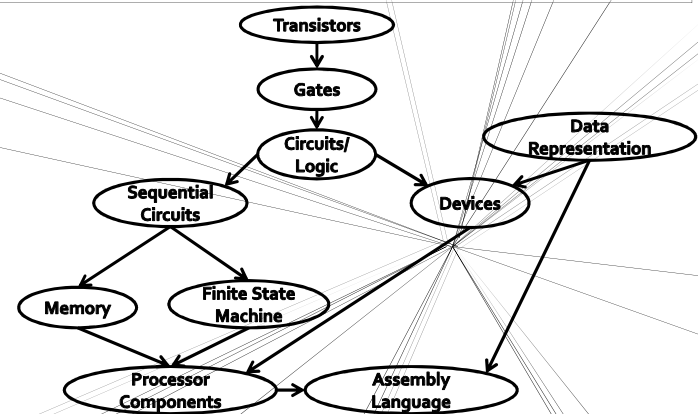 Transistors
Gates
Circuits/
Logic
Data
Representation
Sequential
Circuits
Devices
Memory
Finite State
Machine
Processor
Components
Assembly
Language